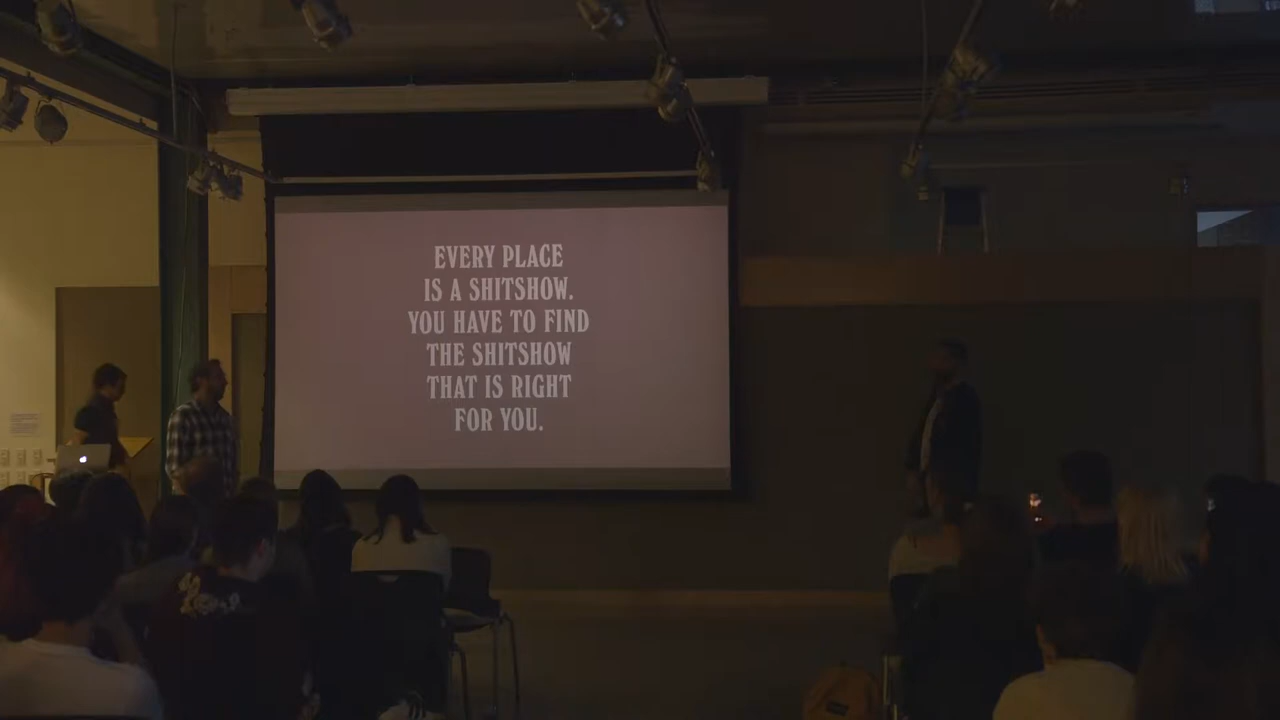 EVERY PLACE
IS A SHITSHOW.
YOU HAVE TO FIND
THE SHITSHOW
THAT IS RIGHT
FOR YOU.